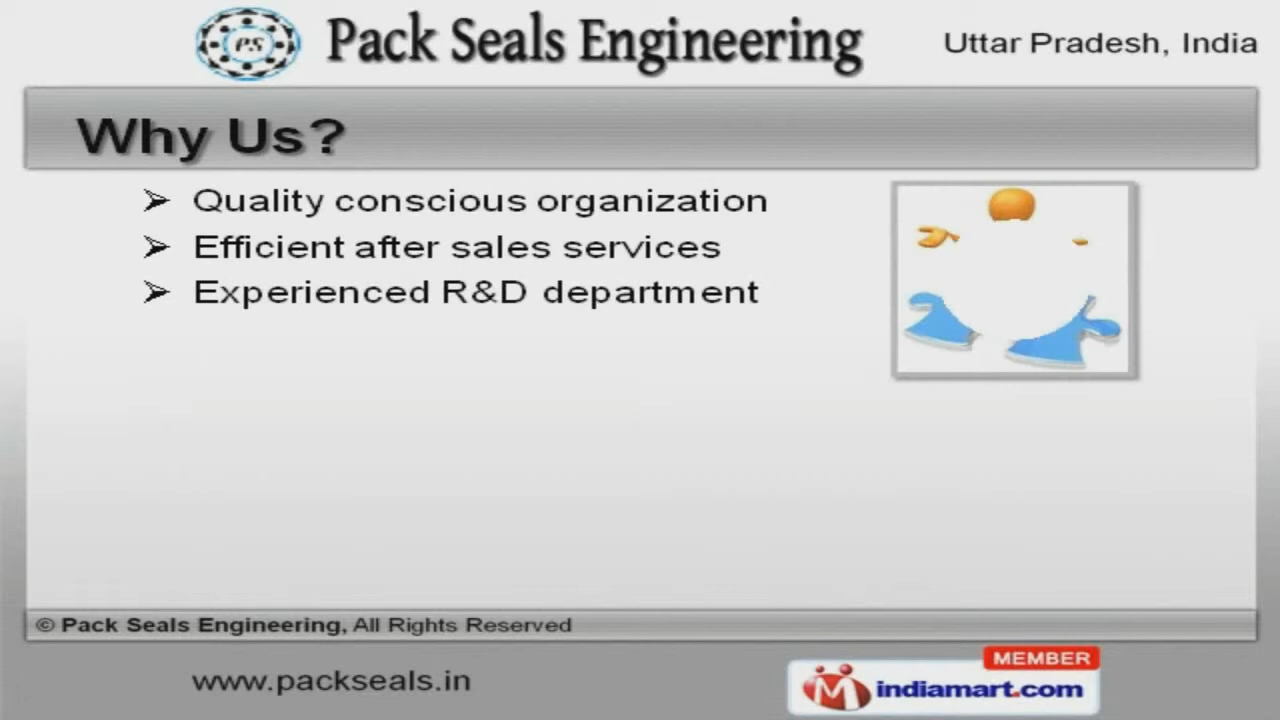 PS
Pack Seals Engineering
Uttar Pradesh, India
Why Us?
➢ Quality conscious organization
➢ Efficient after sales services
➢ Experienced R&D department
© Pack Seals Engineering, All Rights Reserved
www.packseals.in
MEMBER
indiamart.com